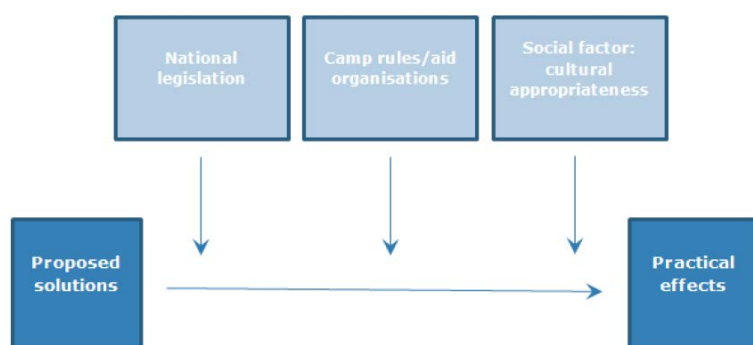 National
legislation
Camp rules/aid
organisations
Social factor:
cultural
appropriateness
Proposed
solutions
Practical
effects